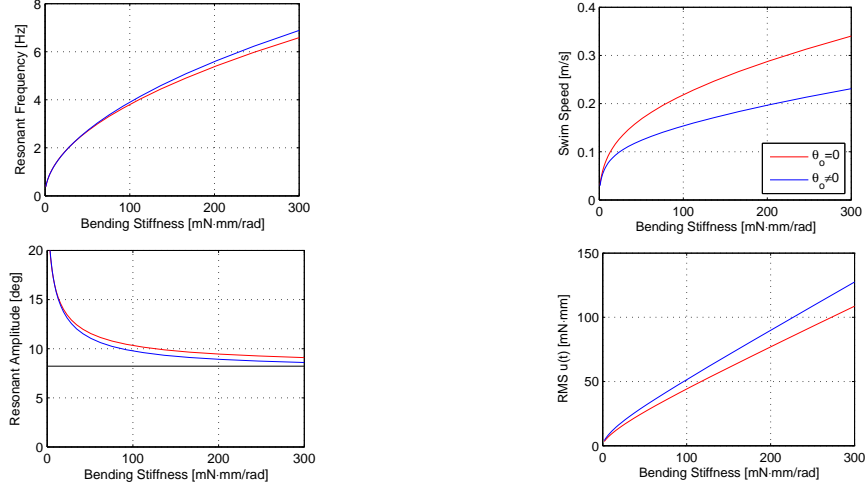 Resonant Frequency [Hz]
8
6
4
2
0
0 100 200 300
Bending Stiffness [mN·mm/rad]
Swim Speed [m/s]
0.4
0.3
0.2
0.1
0
0 100 200 300
Bending Stiffness [mN·mm/rad]
θo=0
θo≠0
Resonant Amplitude [deg]
20
15
10
5
0
0 100 200 300
Bending Stiffness [mN·mm/rad]
RMS u(t) [mN·mm]
150
100
50
0
0 100 200 300
Bending Stiffness [mN·mm/rad]